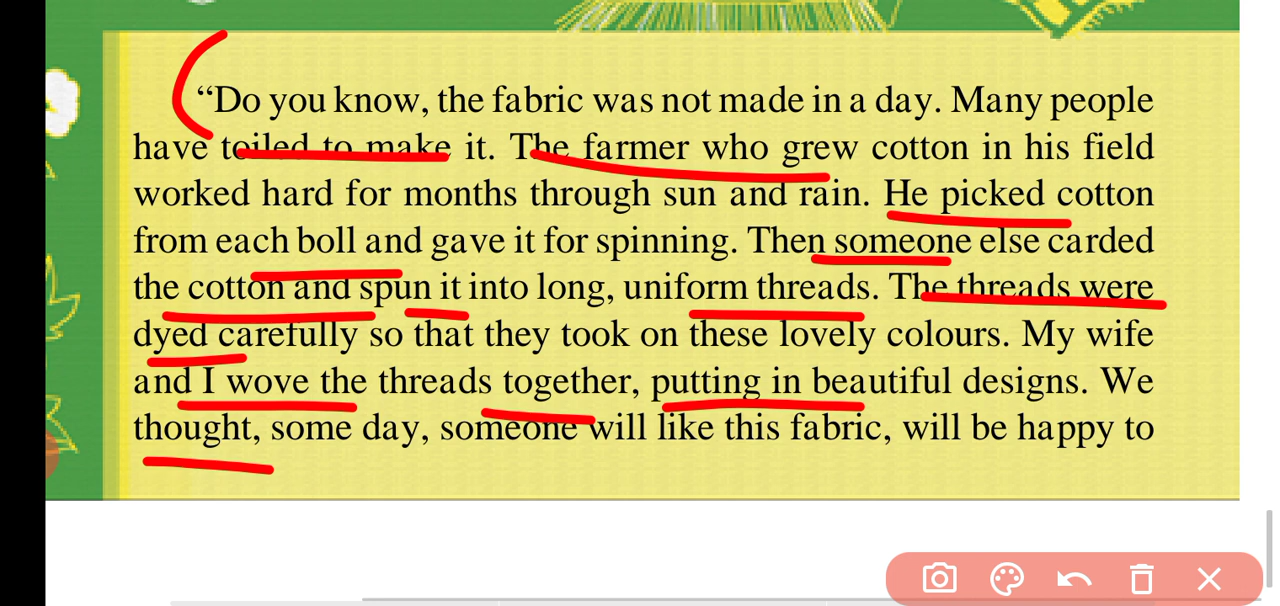 “Do you know, the fabric was not made in a day. Many people
have toiled to make it. The farmer who grew cotton in his field
worked hard for months through sun and rain. He picked cotton
from each boll and gave it for spinning. Then someone else carded
the cotton and spun it into long, uniform threads. The threads were
dyed carefully so that they took on these lovely colours. My wife
and I wove the threads together, putting in beautiful designs. We
thought, some day, someone will like this fabric, will be happy to